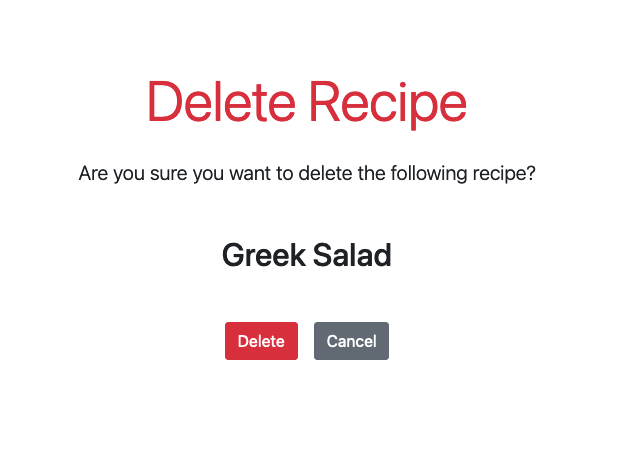 Delete Recipe
Are you sure you want to delete the following recipe?
Greek Salad
Delete Cancel